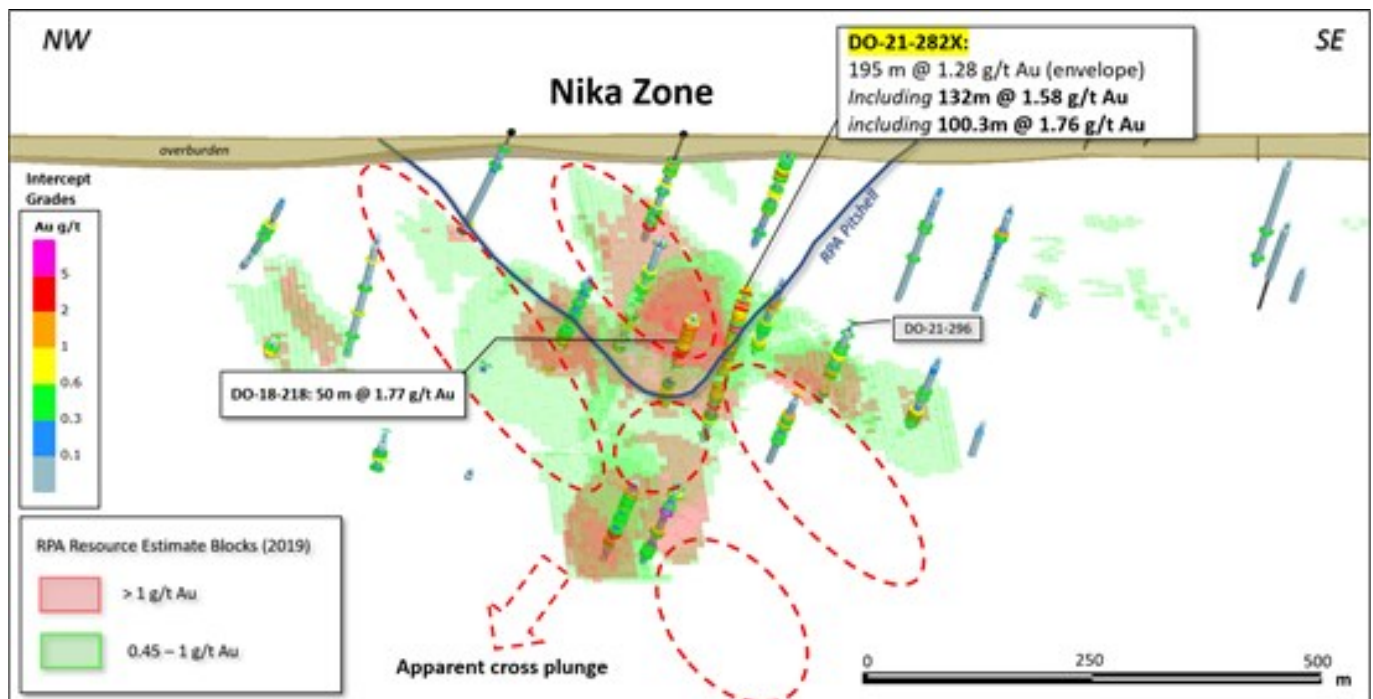 NW
SE
DO-21-282X:
195 m @ 1.28 g/t Au (envelope)
Including 132m @ 1.58 g/t Au
including 100.3m @ 1.76 g/t Au
Nika Zone
overburden
Intercept
Grades
Au g/t
5
2
1
0.6
0.3
0.1
RPA Pitshell
DO-21-296
DO-18-218: 50 m @ 1.77 g/t Au
RPA Resource Estimate Blocks (2019)
> 1 g/t Au
0.45 – 1 g/t Au
Apparent cross plunge
0 250 500
m